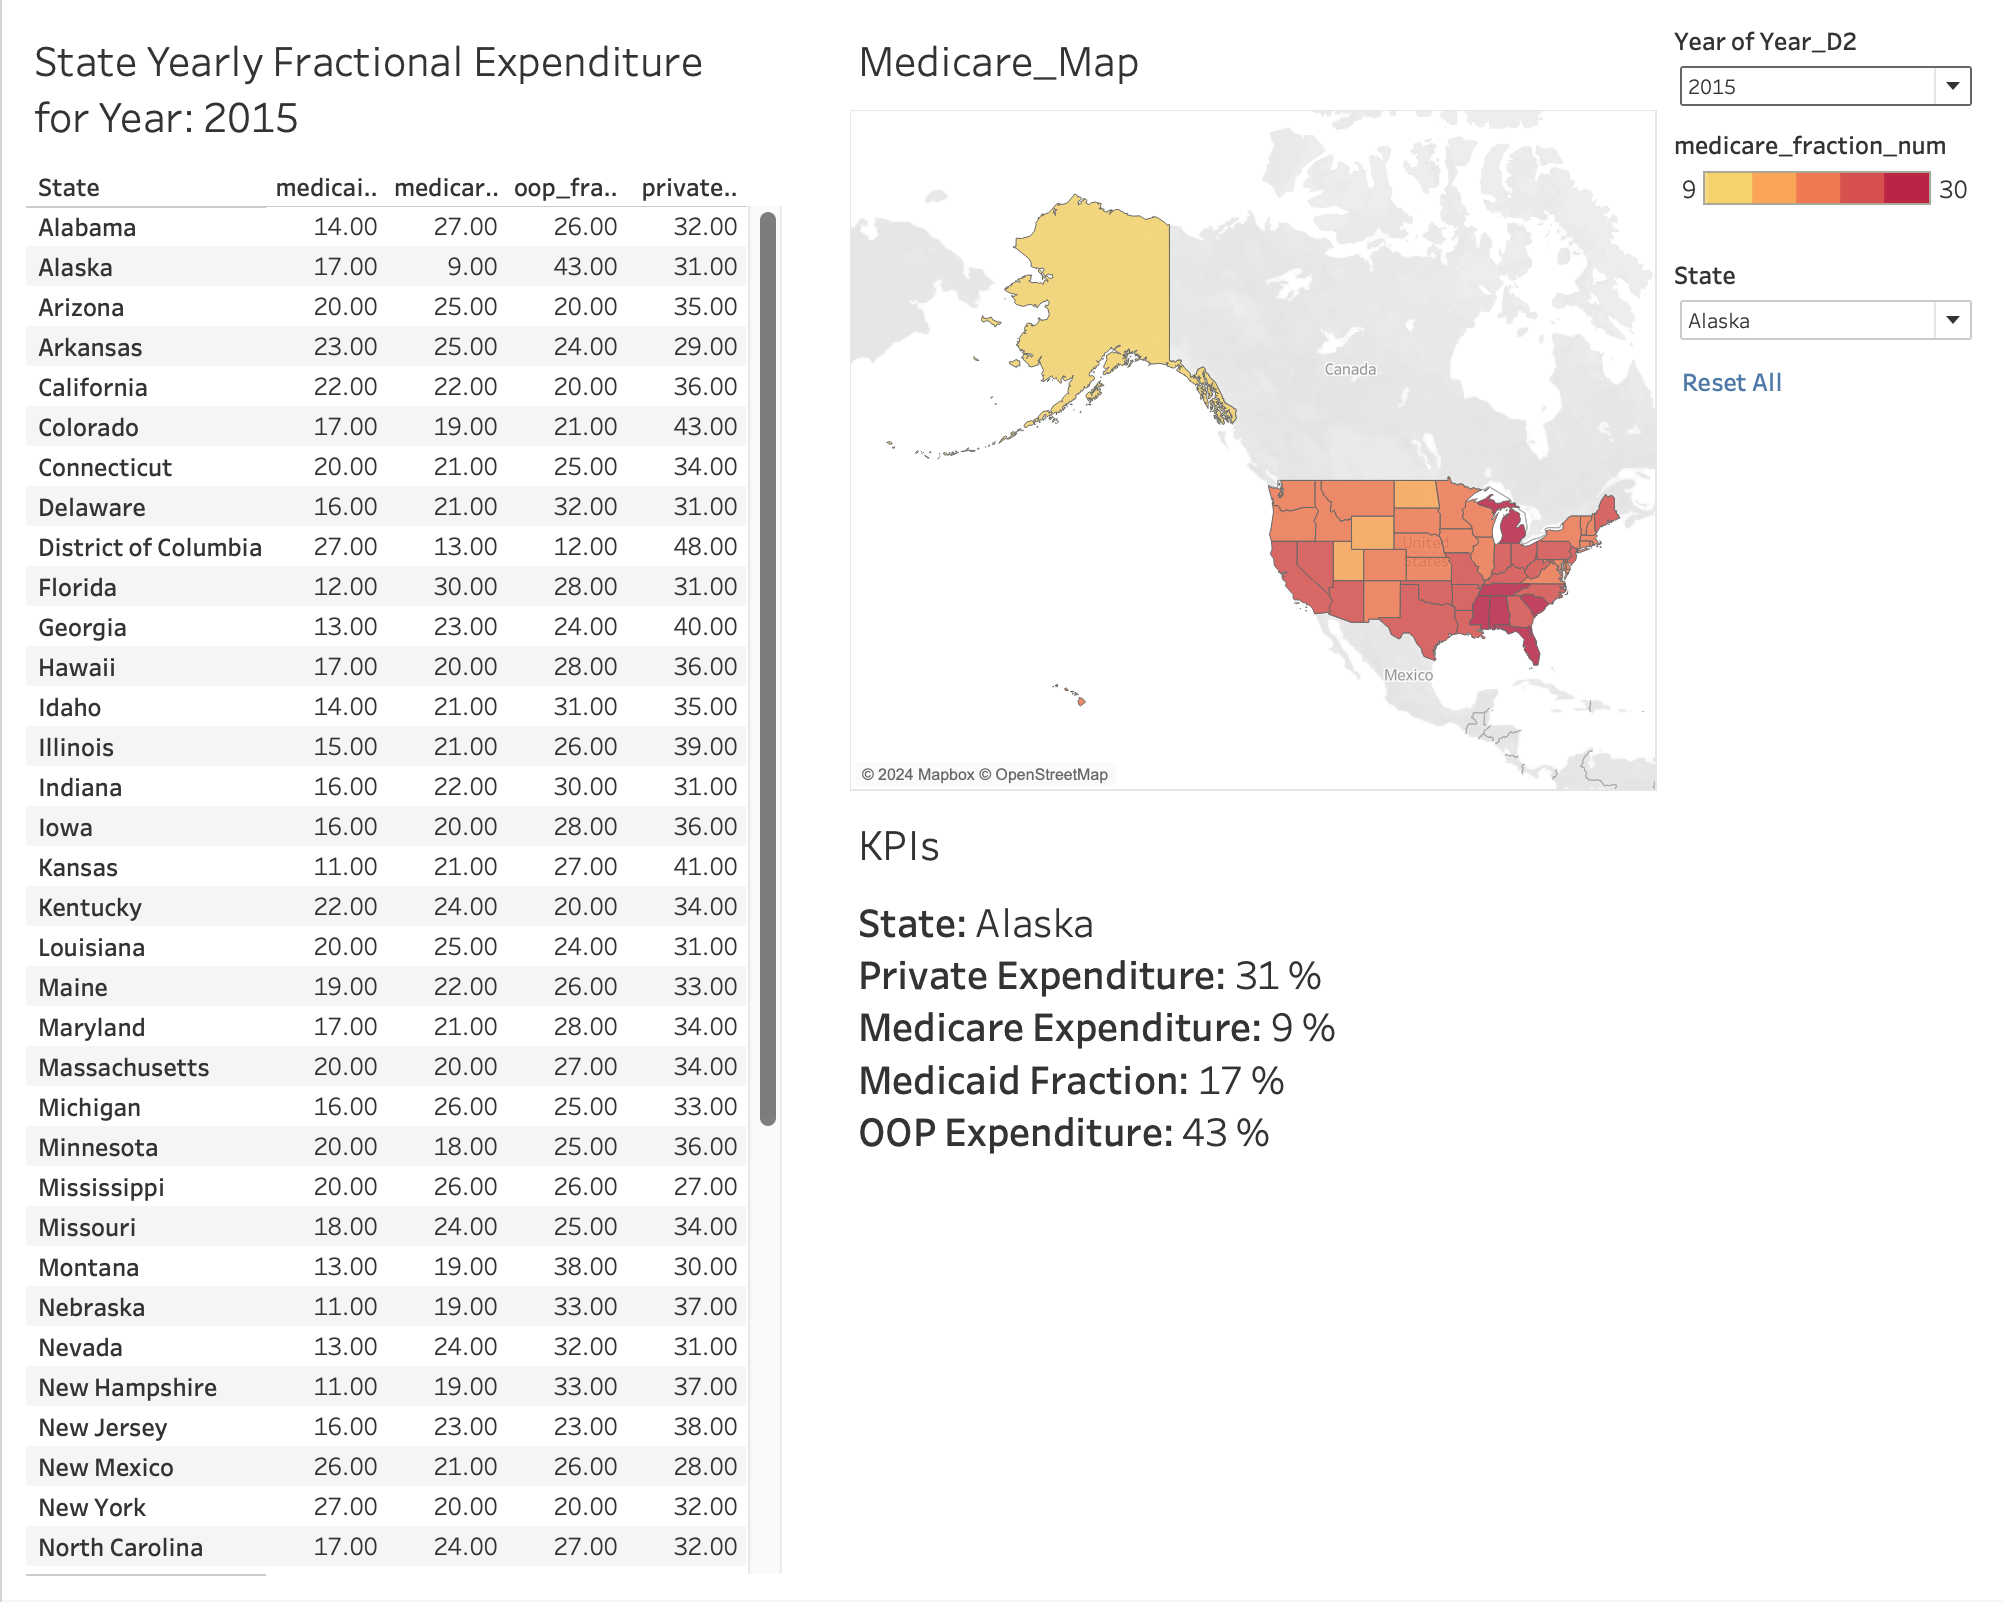 State Yearly Fractional Expenditure
for Year: 2015
State medicai.. medicar.. oop_fra.. private..
Alabama 14.00 27.00 26.00 32.00
Alaska 17.00 9.00 43.00 31.00
Arizona 20.00 25.00 20.00 35.00
Arkansas 23.00 25.00 24.00 29.00
California 22.00 22.00 20.00 36.00
Colorado 17.00 19.00 21.00 43.00
Connecticut 20.00 21.00 25.00 34.00
Delaware 16.00 21.00 32.00 31.00
District of Columbia 27.00 13.00 12.00 48.00
Florida 12.00 30.00 28.00 31.00
Georgia 13.00 23.00 24.00 40.00
Hawaii 17.00 20.00 28.00 36.00
Idaho 14.00 21.00 31.00 35.00
Illinois 15.00 21.00 26.00 39.00
Indiana 16.00 22.00 30.00 31.00
Iowa 16.00 20.00 28.00 36.00
Kansas 11.00 21.00 27.00 41.00
Kentucky 22.00 24.00 20.00 34.00
Louisiana 20.00 25.00 24.00 31.00
Maine 19.00 22.00 26.00 33.00
Maryland 17.00 21.00 28.00 34.00
Massachusetts 20.00 20.00 27.00 34.00
Michigan 16.00 26.00 25.00 33.00
Minnesota 20.00 18.00 25.00 36.00
Mississippi 20.00 26.00 26.00 27.00
Missouri 18.00 24.00 25.00 34.00
Montana 13.00 19.00 38.00 30.00
Nebraska 11.00 19.00 33.00 37.00
Nevada 13.00 24.00 32.00 31.00
New Hampshire 11.00 19.00 33.00 37.00
New Jersey 16.00 23.00 23.00 38.00
New Mexico 26.00 21.00 26.00 28.00
New York 27.00 20.00 20.00 32.00
North Carolina 17.00 24.00 27.00 32.00
Medicare_Map
Canada
United
States
Mexico
© 2024 Mapbox © OpenStreetMap
KPIs
State: Alaska
Private Expenditure: 31 %
Medicare Expenditure: 9 %
Medicaid Fraction: 17 %
OOP Expenditure: 43 %
Year of Year_D2
2015
medicare_fraction_num
9 30
State
Alaska
Reset All